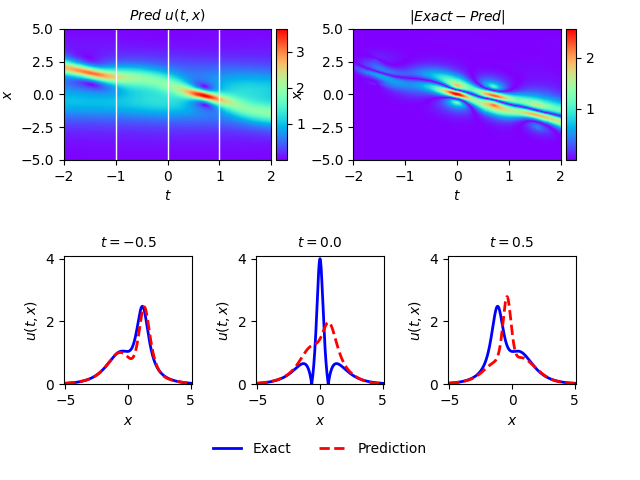 Pred u(t, x)
|Exact − Pred|
5.0
2.5
0.0
−2.5
−5.0
x
−2
−1
0
1
2
t
3
2
1
x
5.0
2.5
0.0
−2.5
−5.0
−2
−1
0
1
2
t
2
1
t = −0.5
t = 0.0
t = 0.5
4
2
0
u(t, x)
−5
0
5
x
4
2
0
u(t, x)
−5
0
5
x
4
2
0
u(t, x)
−5
0
5
x
Exact
Prediction